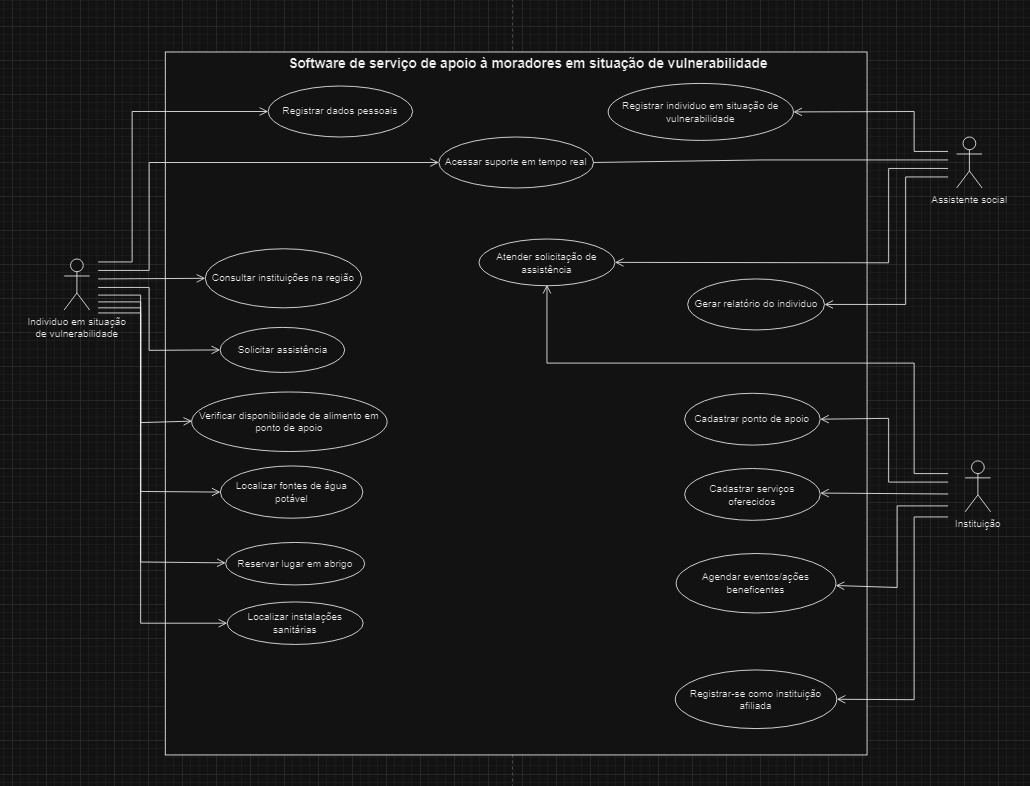 Software de serviço de apoio à moradores em situação de vulnerabilidade
Registrar dados pessoais
Registrar individuo em situação de
vulnerabilidade
Acessar suporte em tempo real
Assistente social
Atender solicitação de
assistência
Consultar instituições na região
Gerar relatório do individuo
Individuo em situação
de vulnerabilidade
Solicitar assistência
Verificar disponibilidade de alimento em
ponto de apoio
Cadastrar ponto de apoio
Localizar fontes de água
potável
Cadastrar serviços
oferecidos
Instituição
Reservar lugar em abrigo
Agendar eventos/ações
beneficentes
Localizar instalações
sanitárias
Registrar-se como instituição
afiliada